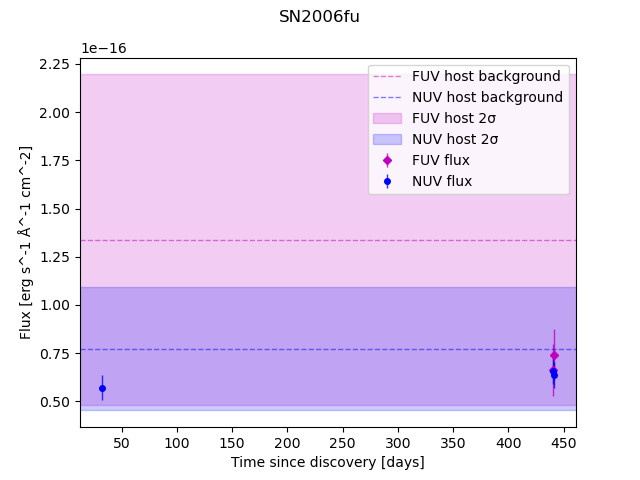 SN2006fu
1e−16
2.25
2.00
1.75
1.50
1.25
1.00
0.75
0.50
Flux [erg s^-1 Å^-1 cm^-2]
FUV host background
NUV host background
FUV host 2σ
NUV host 2σ
FUV flux
NUV flux
50 100 150 200 250 300 350 400 450
Time since discovery [days]